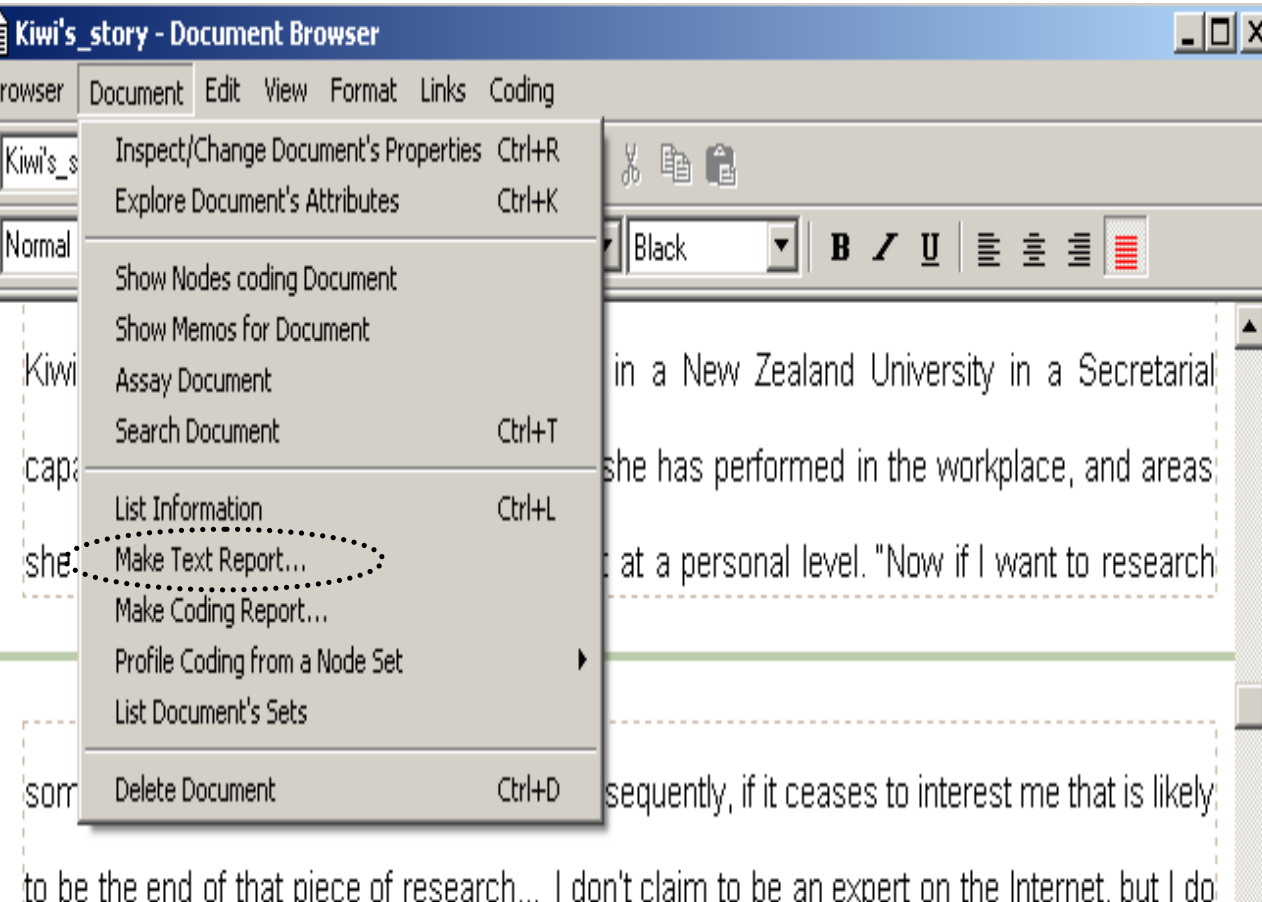 Kiwi's_story - Document Browser
rowser Document Edit View Format Links Coding
Kiwi's_s
Inspect/Change Document's Properties Ctrl+R
Explore Document's Attributes Ctrl+K
Normal Black B I U
Show Nodes coding Document
Show Memos for Document
Kiwi in a New Zealand University in a Secretarial
Assay Document
Search Document Ctrl+T
capa she has performed in the workplace, and areas
List Information Ctrl+L
she at a personal level. "Now if I want to research
Make Text Report...
Make Coding Report...
Profile Coding from a Node Set
List Document's Sets
Delete Document Ctrl+D
som sequently, if it ceases to interest me that is likely
to be the end of that piece of research... I don't claim to be an expert on the Internet, but I do